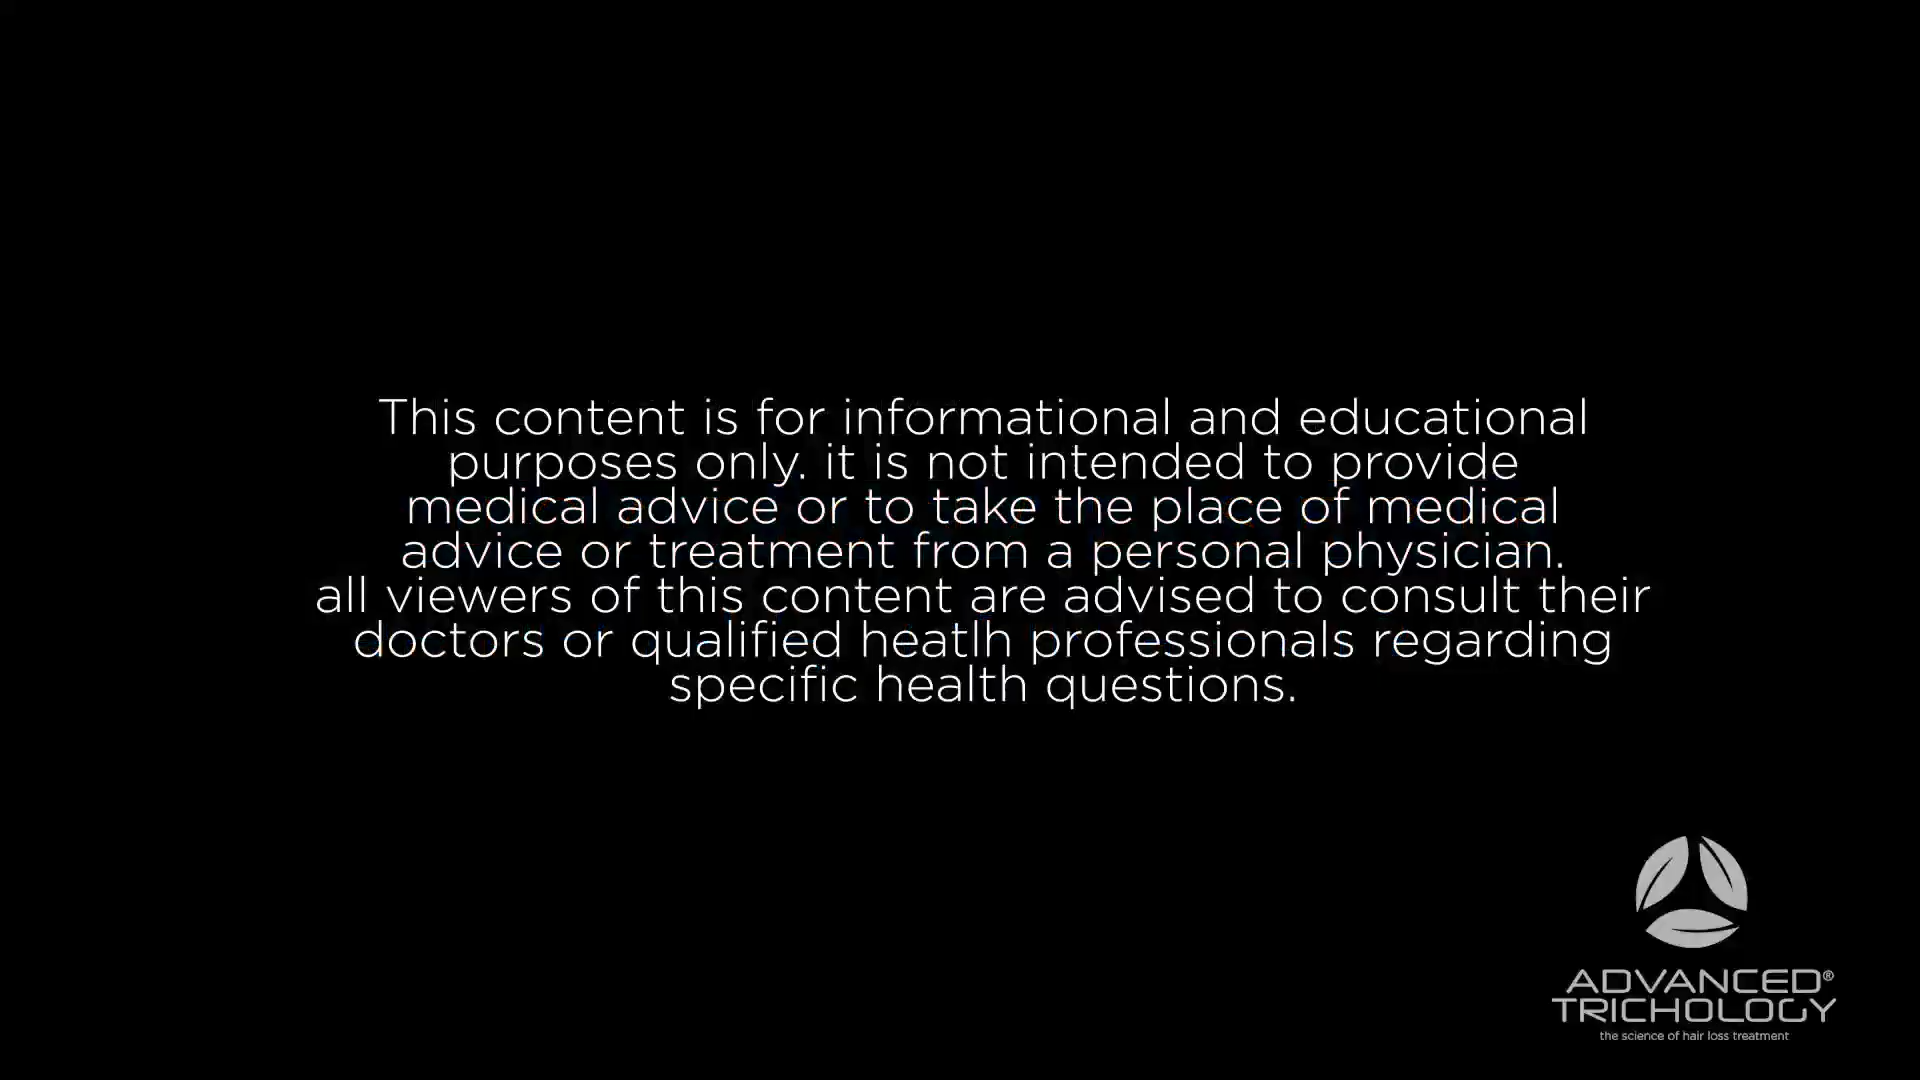 This content is for informational and educational
purposes only. it is not intended to provide
medical advice or to take the place of medical
advice or treatment from a personal physician.
all viewers of this content are advised to consult their
doctors or qualified heatlh professionals regarding
specific health questions.
ADVANCED®
TRICHOLOGY
the science of hair loss treatment